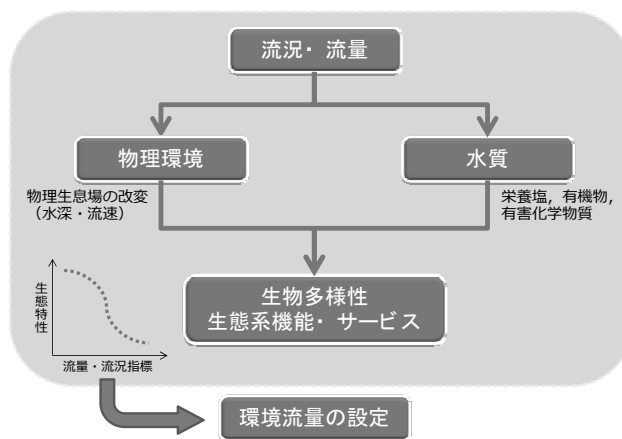 流況・流量
物理環境
水質
物理生息場の改変
（水深・流速）
栄養塩，有機物，
有害化学物質
生物多様性
生態系機能・サービス
生態特性
流量・流況指標
環境流量の設定